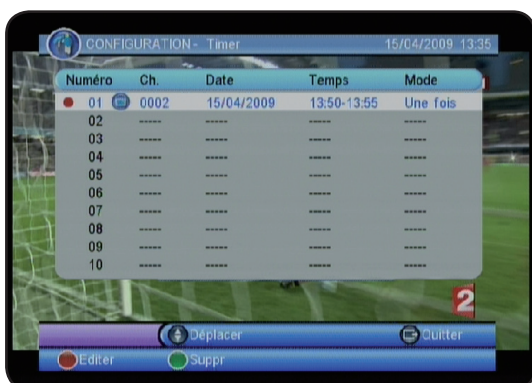 CONFIGURATION - Timer 15/04/2009 13:35
Numéro Ch. Date Temps Mode
01 0002 15/04/2009 13:50-13:55 Une fois
02 ----- ----- ----- -----
03 ----- ----- ----- -----
04 ----- ----- ----- -----
05 ----- ----- ----- -----
06 ----- ----- ----- -----
07 ----- ----- ----- -----
08 ----- ----- ----- -----
09 ----- ----- ----- -----
10 ----- ----- ----- -----
2
Déplacer Quitter
Editer Suppr